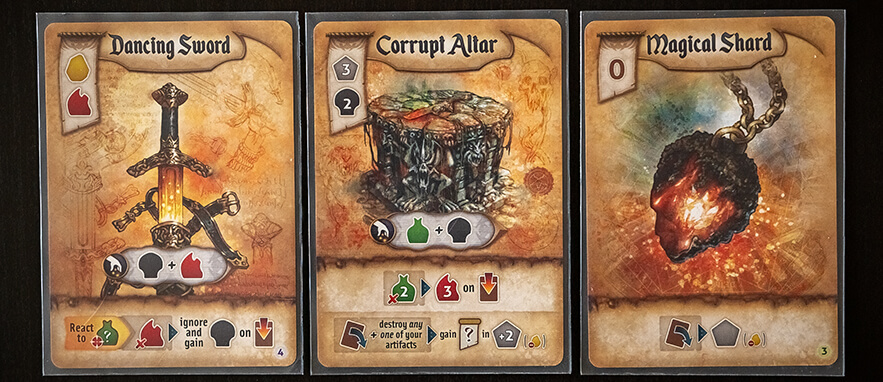 Dancing Sword
React
to
?
ignore
and
gain
on
4
Corrupt Altar
3
2
+
2
3
on
destroy any
+ one of your
artifacts
gain
?
in
+2
Magical Shard
0
3